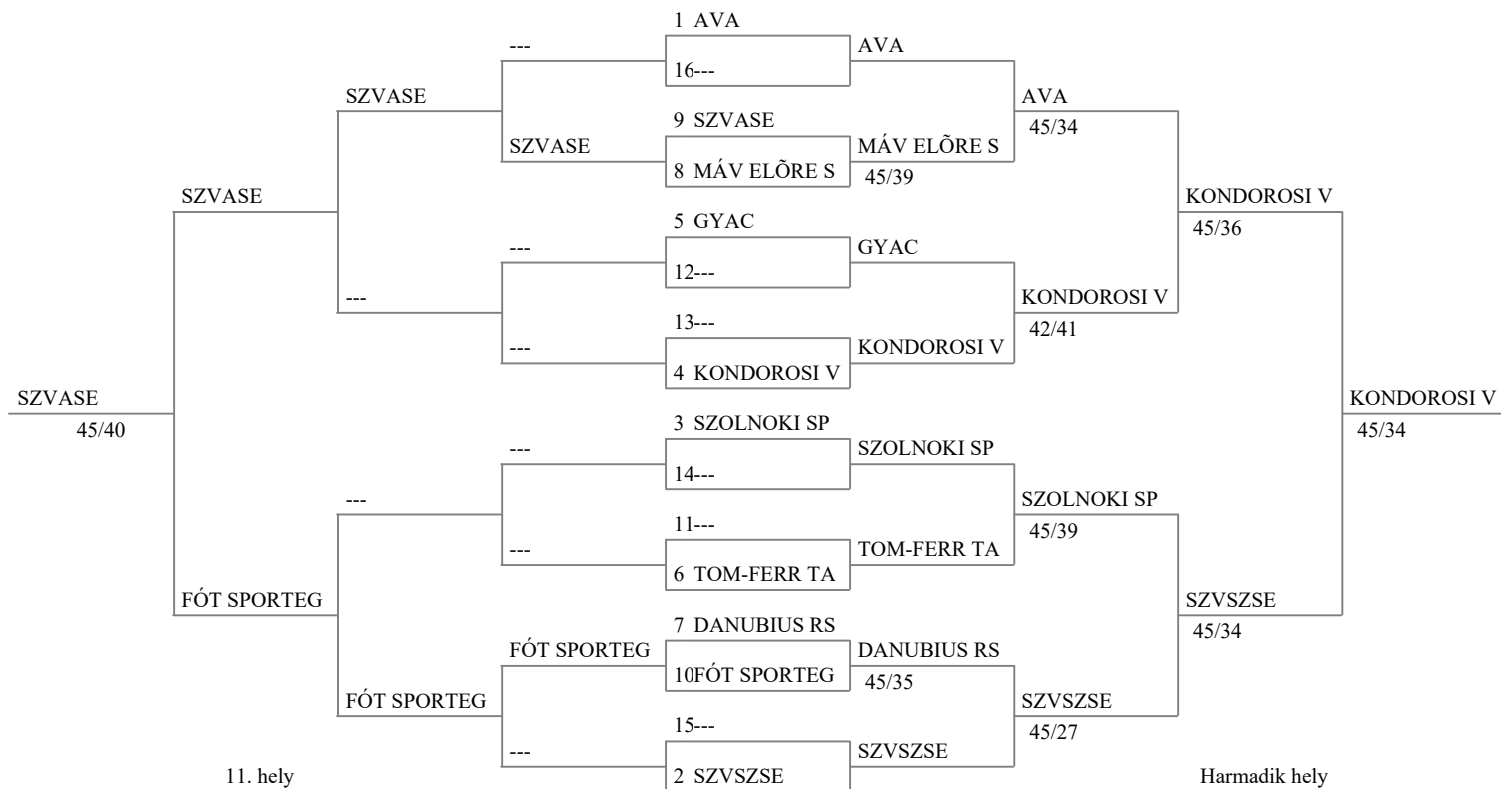 1 AVA
--- AVA
16---
SZVASE AVA
9 SZVASE 45/34
SZVASE MÁV ELÕRE S
8 MÁV ELÕRE S 45/39
SZVASE KONDOROSI V
5 GYAC 45/36
--- GYAC
12---
--- KONDOROSI V
13--- 42/41
--- KONDOROSI V
4 KONDOROSI V
SZVASE KONDOROSI V
45/40 3 SZOLNOKI SP 45/34
--- SZOLNOKI SP
14---
--- SZOLNOKI SP
11--- 45/39
--- TOM-FERR TA
6 TOM-FERR TA
FÓT SPORTEG SZVSZSE
7 DANUBIUS RS 45/34
FÓT SPORTEG DANUBIUS RS
10FÓT SPORTEG 45/35
FÓT SPORTEG SZVSZSE
15--- 45/27
--- SZVSZSE
11. hely 2 SZVSZSE Harmadik hely